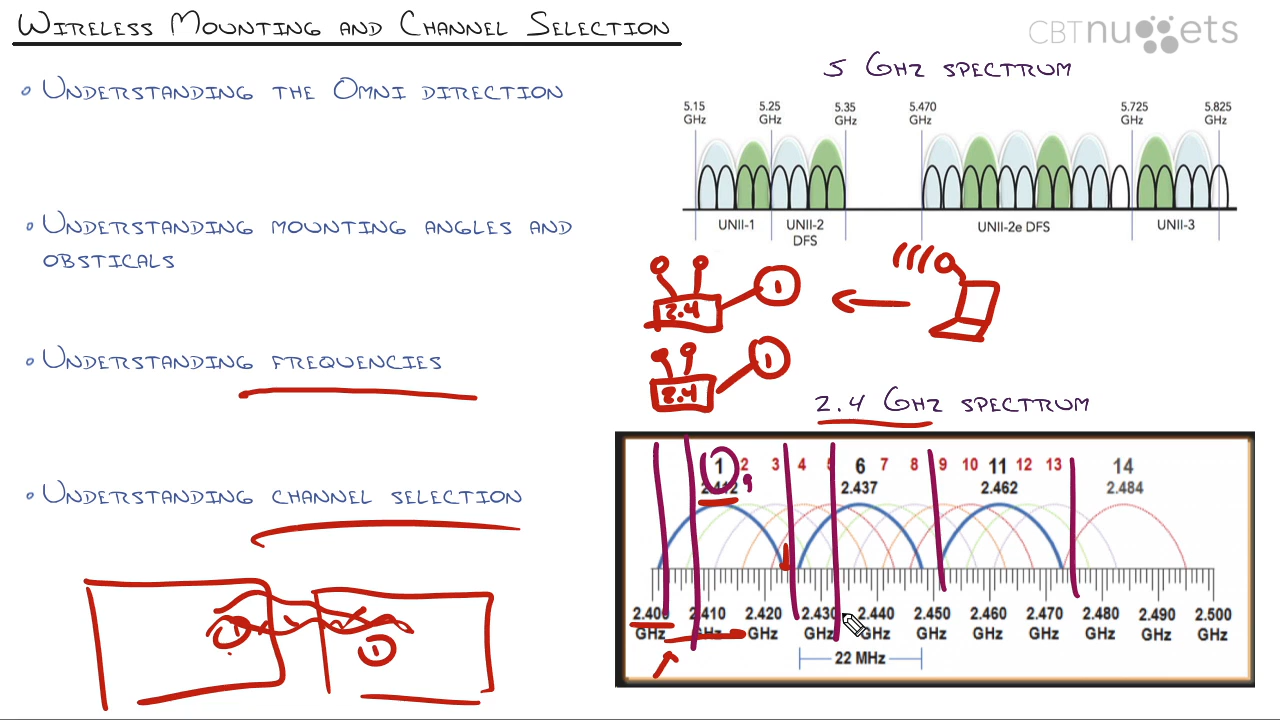 WIRELESS MOUNTING AND CHANNEL SELECTION
CBTnuggets
UNDERSTANDING THE OMNI DIRECTION
UNDERSTANDING MOUNTING ANGLES AND
OBSTICALS
UNDERSTANDING FREQUENCIES
UNDERSTANDING CHANNEL SELECTION
1 1
5 GHZ SPECTRUM
5.15 GHz 5.25 GHz 5.35 GHz 5.470 GHz 5.725 GHz 5.825 GHz
UNII-1 UNII-2 DFS UNII-2e DFS UNII-3
2.4 1
2.4 1
2.4 GHZ SPECTRUM
1 2 3 4 5 6 7 8 9 10 11 12 13 14
2.412 2.437 2.462 2.484
2.400 2.410 2.420 2.430 2.440 2.450 2.460 2.470 2.480 2.490 2.500
GHz GHz GHz GHz GHz GHz GHz GHz GHz GHz GHz
22 MHz